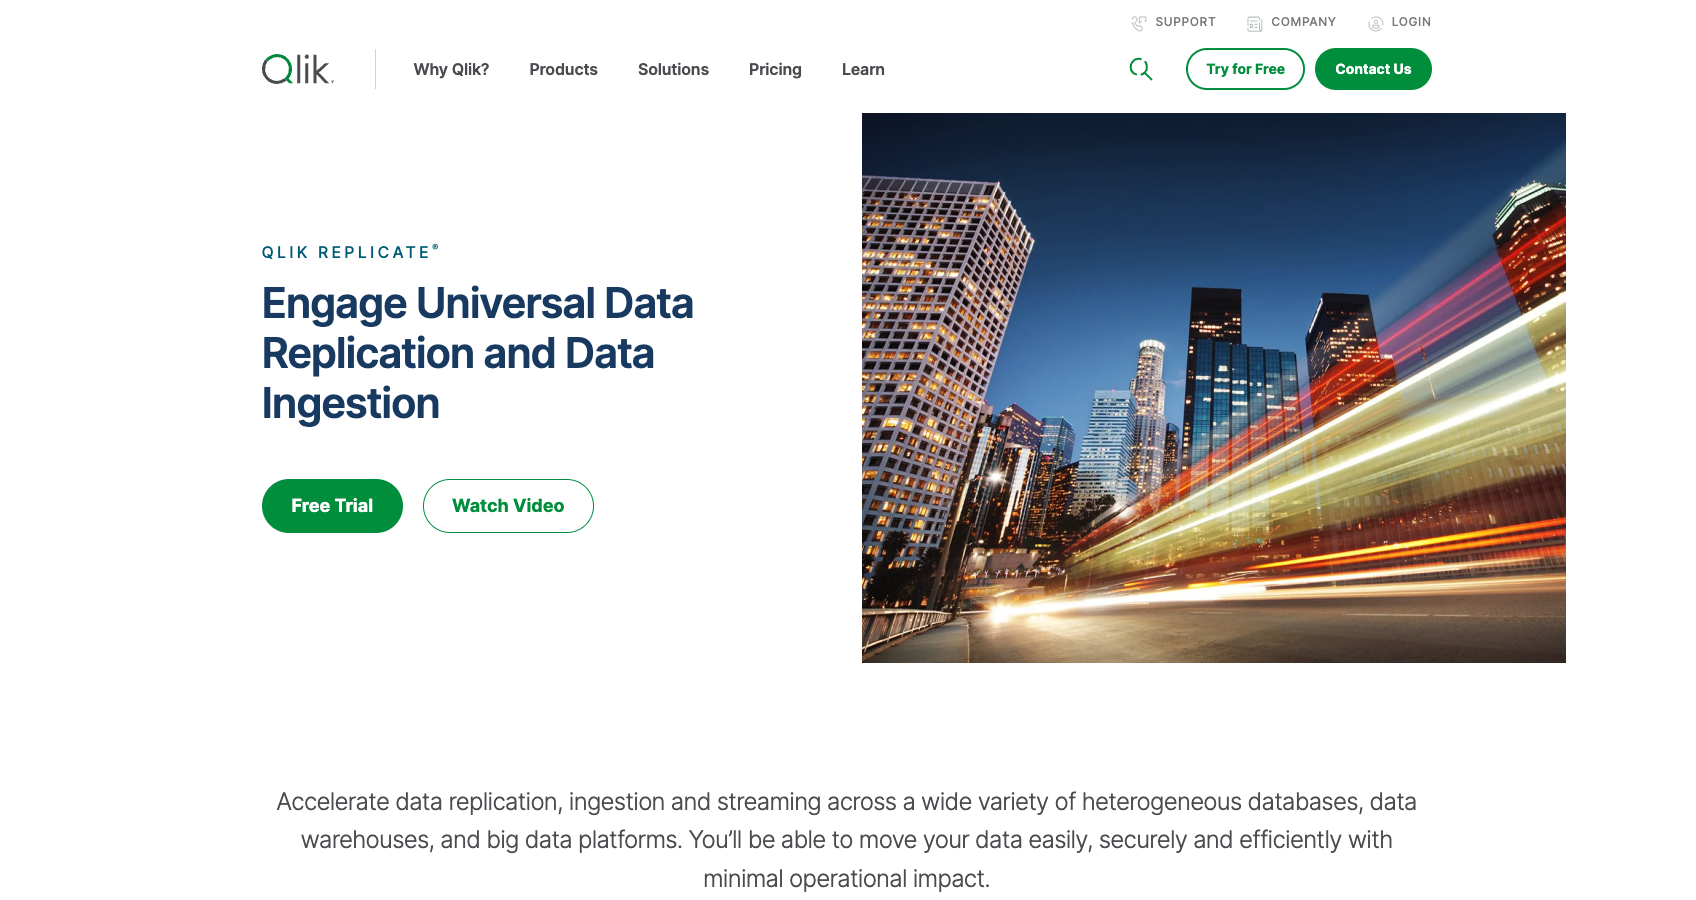 SUPPORT COMPANY LOGIN
Qlik
Why Qlik? Products Solutions Pricing Learn Try for Free Contact Us
QLIK REPLICATE®
Engage Universal Data
Replication and Data
Ingestion
Free Trial Watch Video
Accelerate data replication, ingestion and streaming across a wide variety of heterogeneous databases, data
warehouses, and big data platforms. You’ll be able to move your data easily, securely and efficiently with
minimal operational impact.